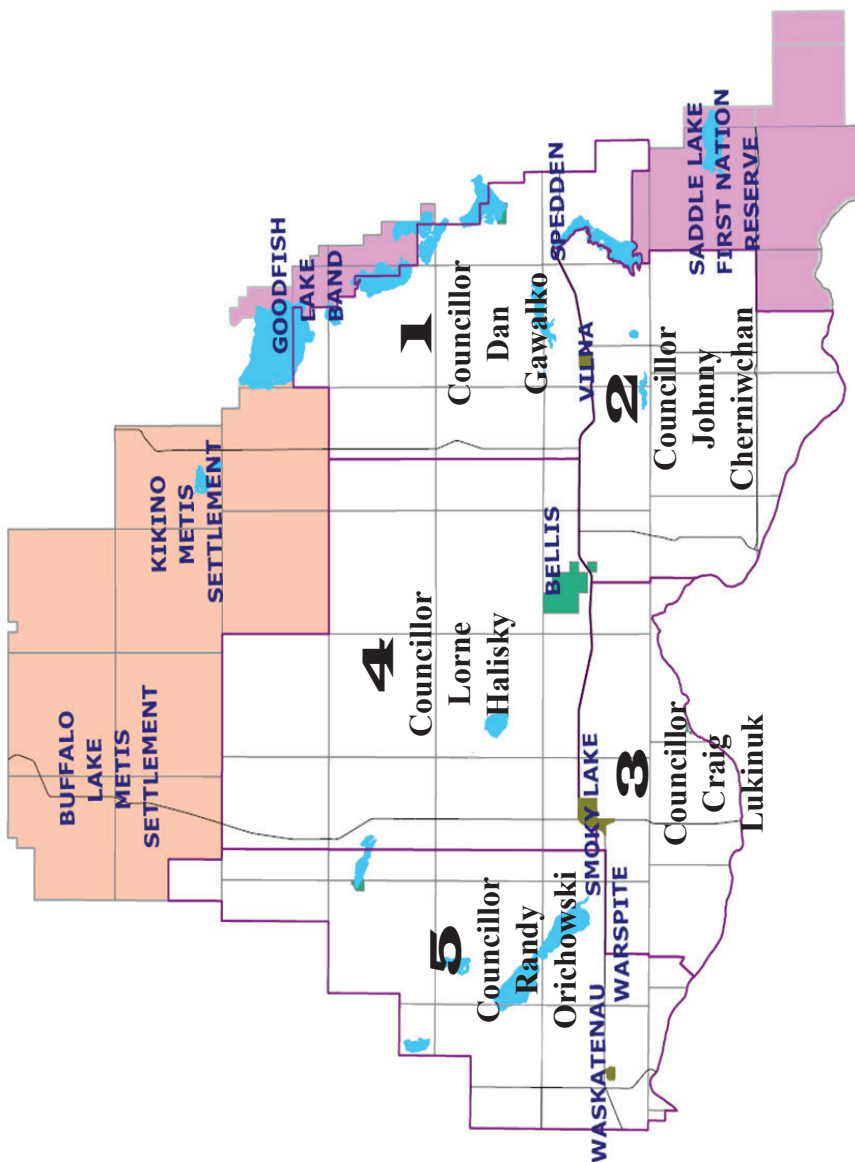 BUFFALO
LAKE
METIS
SETTLEMENT
KIKINO
METIS
SETTLEMENT
GOODFISH
LAKE
BAND
5
Councillor
Randy
Orichowski
4
Councillor
Lorne
Halisky
1
Councillor
Dan
Gawalko
WASKATENAU
WARSPITE
SMOKY LAKE
BELLIS
VILNA
SPEDDEN
3
Councillor
Craig
Lukinuk
2
Councillor
Johnny
Cherniwchan
SADDLE LAKE
FIRST NATION
RESERVE